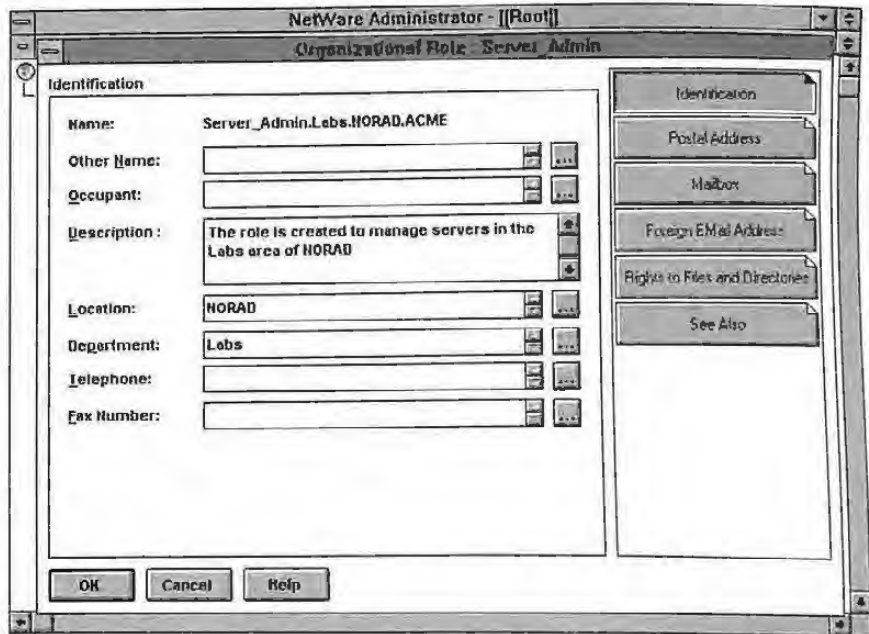 NetWare Administrator - [[Root]]
Organizational Role : Server_Admin
Identification
Name: Server_Admin.Labs.NORAD.ACME
Other Name: ...
Occupant: ...
Description : The role is created to manage servers in the
Labs area of NORAD
Location: NORAD ...
Department: Labs ...
Telephone: ...
Fax Number: ...
OK Cancel Help
Identification
Postal Address
Mailbox
Foreign EMail Address
Rights to Files and Directories
See Also